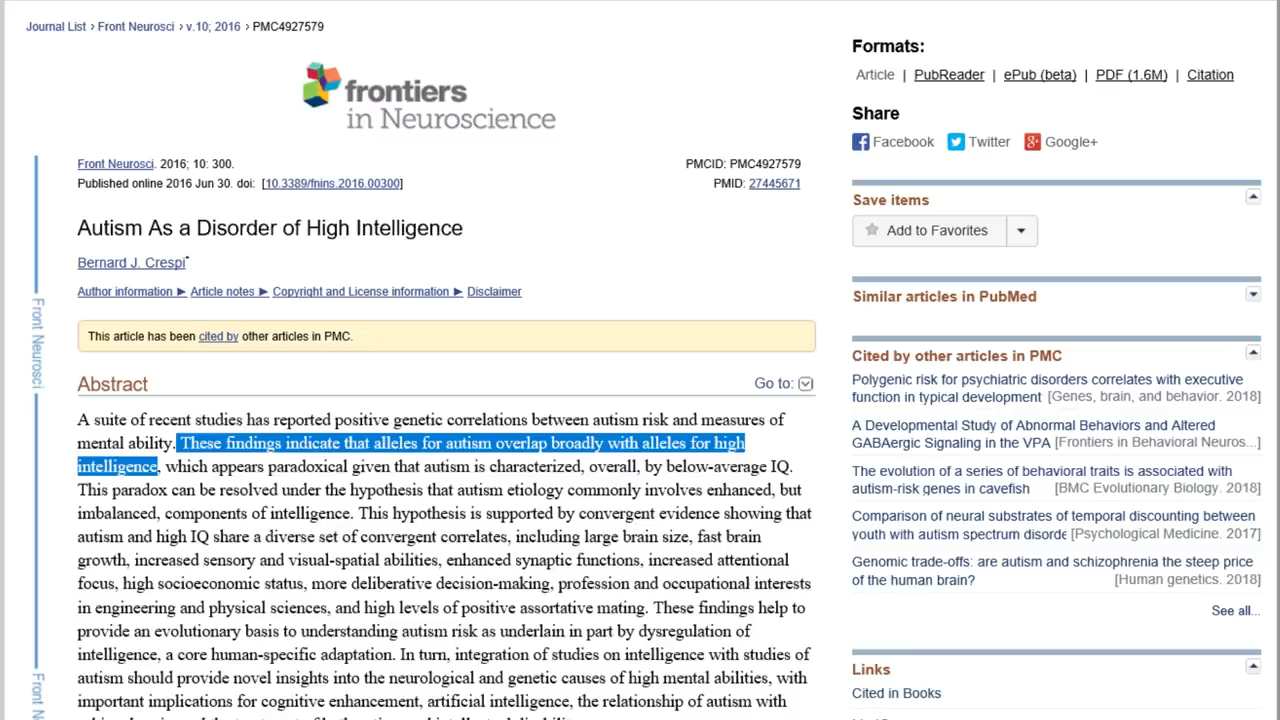 Journal List › Front Neurosci › v.10; 2016 › PMC4927579
frontiers
in Neuroscience
Front Neurosci. 2016; 10: 300.
PMCID: PMC4927579
Published online 2016 Jun 30. doi: [10.3389/fnins.2016.00300]
PMID: 27445671
Autism As a Disorder of High Intelligence
Bernard J. Crespi*
Author information ► Article notes ► Copyright and License information ► Disclaimer
This article has been cited by other articles in PMC.
Abstract
Go to:
A suite of recent studies has reported positive genetic correlations between autism risk and measures of
mental ability. These findings indicate that alleles for autism overlap broadly with alleles for high
intelligence, which appears paradoxical given that autism is characterized, overall, by below-average IQ.
This paradox can be resolved under the hypothesis that autism etiology commonly involves enhanced, but
imbalanced, components of intelligence. This hypothesis is supported by convergent evidence showing that
autism and high IQ share a diverse set of convergent correlates, including large brain size, fast brain
growth, increased sensory and visual-spatial abilities, enhanced synaptic functions, increased attentional
focus, high socioeconomic status, more deliberative decision-making, profession and occupational interests
in engineering and physical sciences, and high levels of positive assortative mating. These findings help to
provide an evolutionary basis to understanding autism risk as underlain in part by dysregulation of
intelligence, a core human-specific adaptation. In turn, integration of studies on intelligence with studies of
autism should provide novel insights into the neurological and genetic causes of high mental abilities, with
important implications for cognitive enhancement, artificial intelligence, the relationship of autism with
Front Neurosci
Front N
Formats:
Article | PubReader | ePub (beta) | PDF (1.6M) | Citation
Share
Facebook Twitter Google+
Save items
Add to Favorites
Similar articles in PubMed
Cited by other articles in PMC
Polygenic risk for psychiatric disorders correlates with executive
function in typical development [Genes, brain, and behavior. 2018]
A Developmental Study of Abnormal Behaviors and Altered
GABAergic Signaling in the VPA [Frontiers in Behavioral Neuros...]
The evolution of a series of behavioral traits is associated with
autism-risk genes in cavefish [BMC Evolutionary Biology. 2018]
Comparison of neural substrates of temporal discounting between
youth with autism spectrum disorde [Psychological Medicine. 2017]
Genomic trade-offs: are autism and schizophrenia the steep price
of the human brain? [Human genetics. 2018]
See all...
Links
Cited in Books